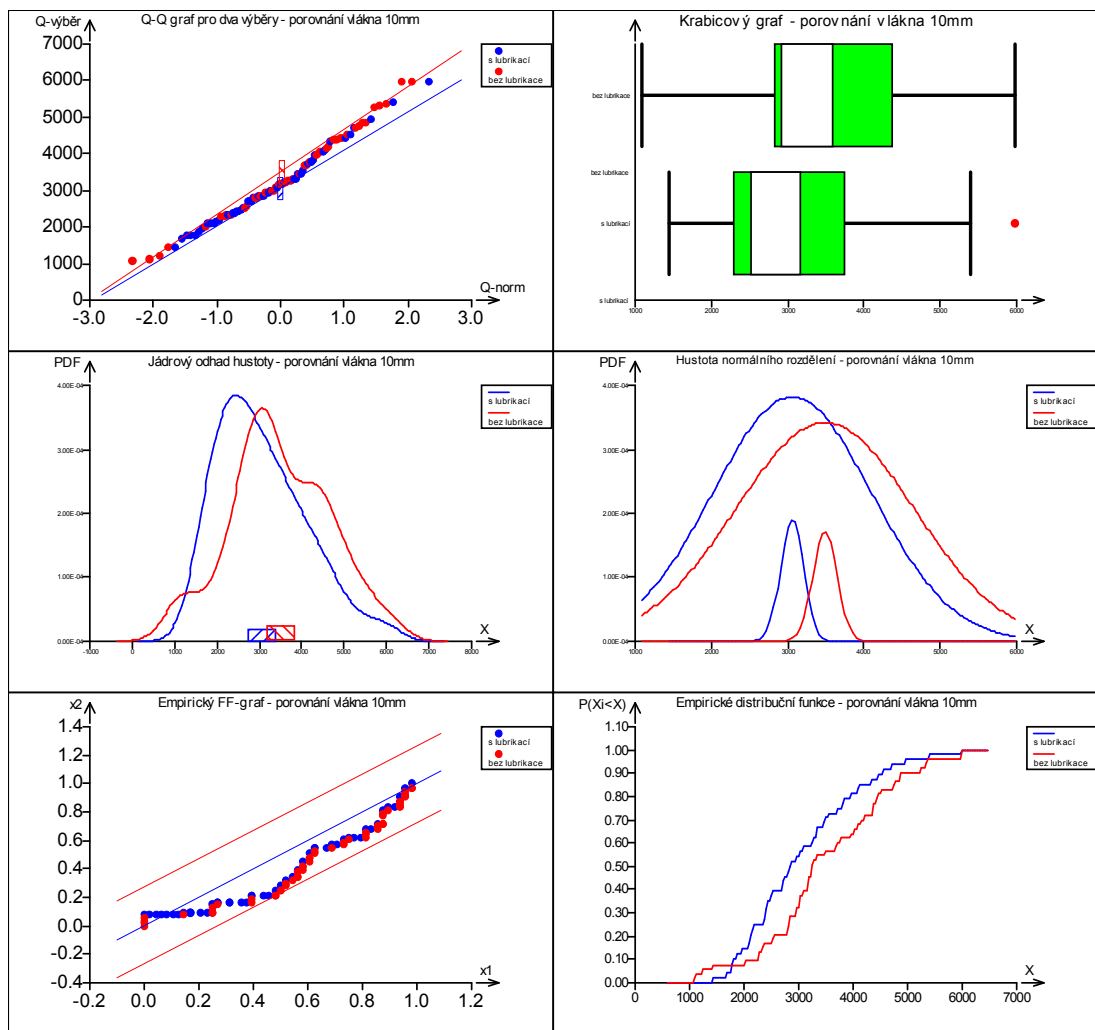 Q-výběr
Q-Q graf pro dva výběry - porovnání vlákna 10mm
7000
6000
5000
4000
3000
2000
1000
0
-3.0
-2.0
-1.0
0.0
1.0
2.0
3.0
Q-norm
s lubrikací
bez lubrikace
Krabicový graf - porovnání vlákna 10mm
bez lubrikace
bez lubrikace
s lubrikací
s lubrikací
1000
2000
3000
4000
5000
6000
PDF
Jádrový odhad hustoty - porovnání vlákna 10mm
4.00E-04
3.00E-04
2.00E-04
1.00E-04
0.00E-04
-1000
0
1000
2000
3000
4000
5000
6000
7000
8000
X
s lubrikací
bez lubrikace
PDF
Hustota normálního rozdělení - porovnání vlákna 10mm
4.00E-04
3.00E-04
2.00E-04
1.00E-04
0.00E-04
1000
2000
3000
4000
5000
6000
X
s lubrikací
bez lubrikace
x2
Empirický FF-graf - porovnání vlákna 10mm
1.4
1.2
1.0
0.8
0.6
0.4
0.2
0.0
-0.2
-0.4
-0.2
0.0
0.2
0.4
0.6
0.8
1.0
1.2
x1
s lubrikací
bez lubrikace
P(Xi<X)
Empirické distribuční funkce - porovnání vlákna 10mm
1.10
1.00
0.90
0.80
0.70
0.60
0.50
0.40
0.30
0.20
0.10
0.00
0
1000
2000
3000
4000
5000
6000
7000
X
s lubrikací
bez lubrikace